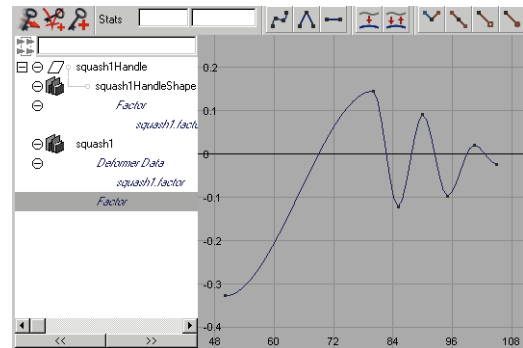 Stats
squash1Handle
squash1HandleShape
Factor
squash1.facto
squash1
Deformer Data
squash1.factor
Factor
<< >>
0.2
0.1
0
-0.1
-0.2
-0.3
-0.4
48 60 72 84 96 108